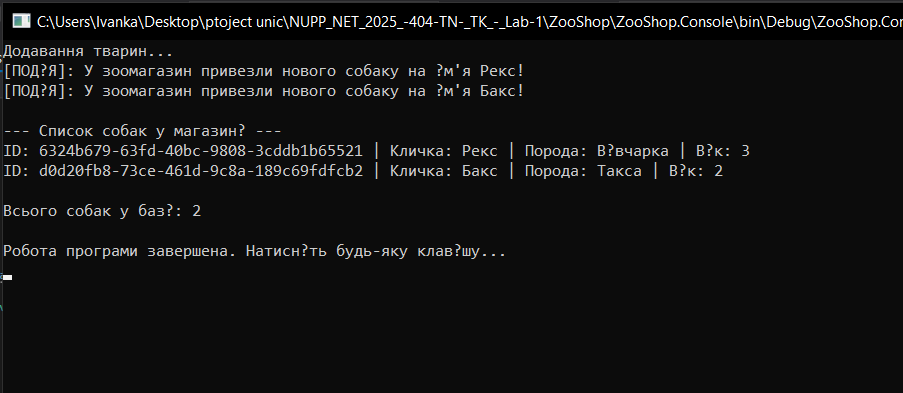 C:\Users\Ivanka\Desktop\ptoject unic\NUPP_NET_2025_-404-TN-_TK_-_Lab-1\ZooShop\ZooShop.Console\bin\Debug\ZooShop.Cor
Додавання тварин...
[ПОД?Я]: У зоомагазин привезли нового собаку на ?м'я Рекс!
[ПОД?Я]: У зоомагазин привезли нового собаку на ?м'я Бакс!
--- Список собак у магазин? ---
ID: 6324b679-63fd-40bc-9808-3cddb1b65521 | Кличка: Рекс | Порода: В?вчарка | В?к: 3
ID: d0d20fb8-73ce-461d-9c8a-189c69fdfcb2 | Кличка: Бакс | Порода: Такса | В?к: 2
Всього собак у баз?: 2
Робота програми завершена. Натисн?ть будь-яку клав?шу...